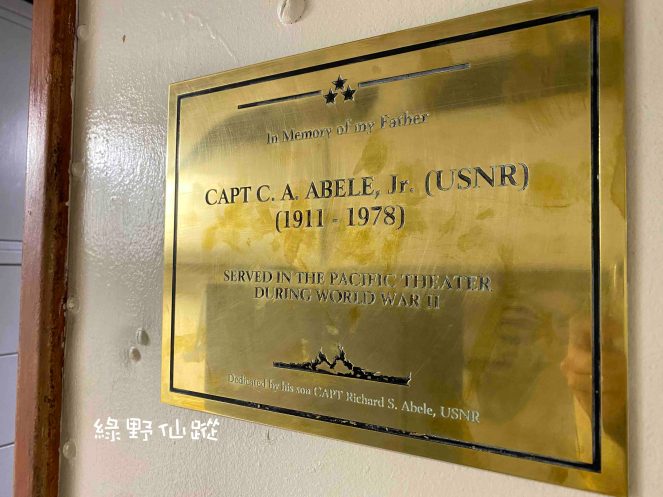 In Memory of my Father
CAPT C. A. ABELE, Jr. (USNR)
(1911 - 1978)
SERVED IN THE PACIFIC THEATER
DURING WORLD WAR II
Dedicated by his son CAPT Richard S. Abele, USNR
綠野仙蹤